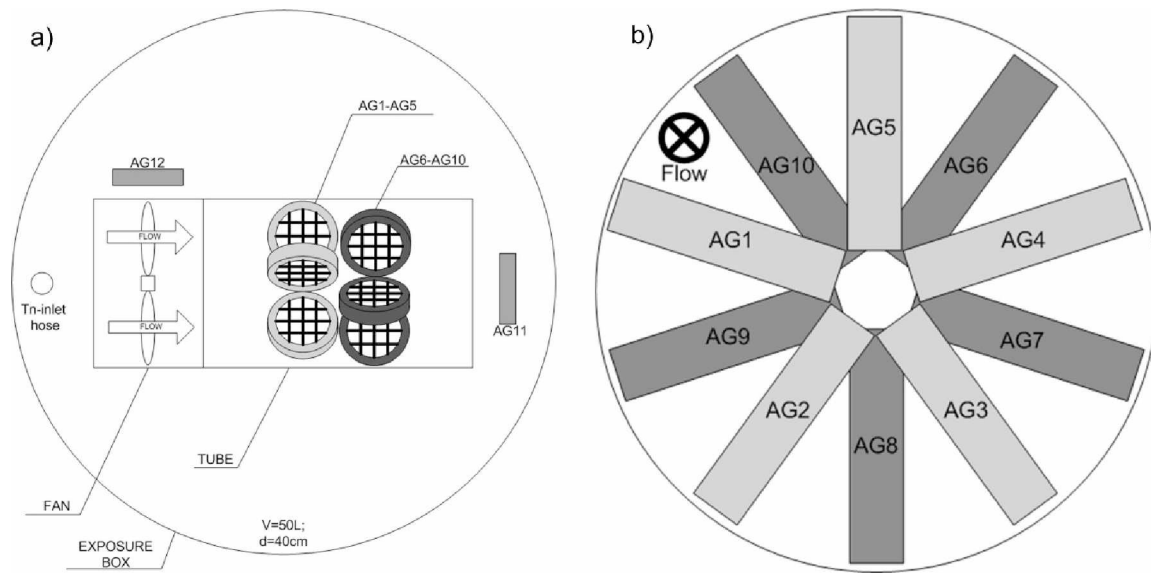 a)
AG1-AG5
AG6-AG10
AG12
FLOW
FLOW
Tn-inlet
hose
AG11
TUBE
FAN
V=50L;
d=40cm
EXPOSURE
BOX
b)
AG5
AG10
AG6
Flow
AG1
AG4
AG9
AG7
AG2
AG3
AG8